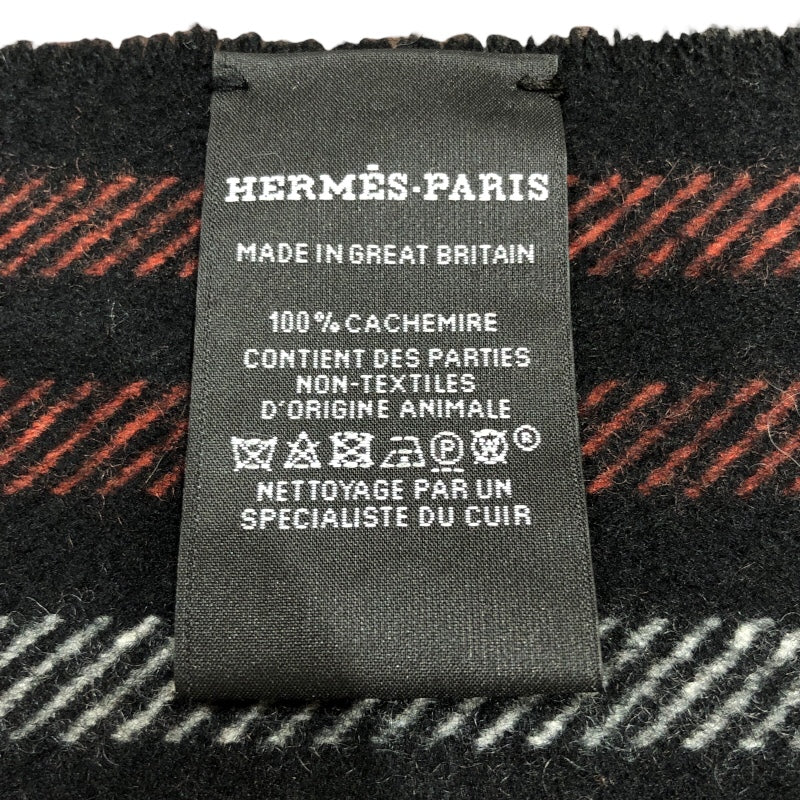 HERMÈS-PARIS
MADE IN GREAT BRITAIN
100% CACHEMIRE
CONTIENT DES PARTIES
NON-TEXTILES
D'ORIGINE ANIMALE
P W ®
NETTOYAGE PAR UN
SPECIALISTE DU CUIR